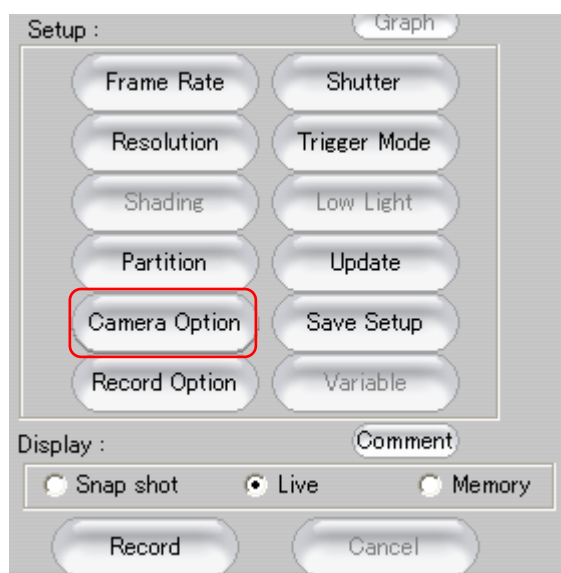 Setup : Graph
Frame Rate Shutter
Resolution Trigger Mode
Shading Low Light
Partition Update
Camera Option Save Setup
Record Option Variable
Display : Comment
Snap shot Live Memory
Record Cancel